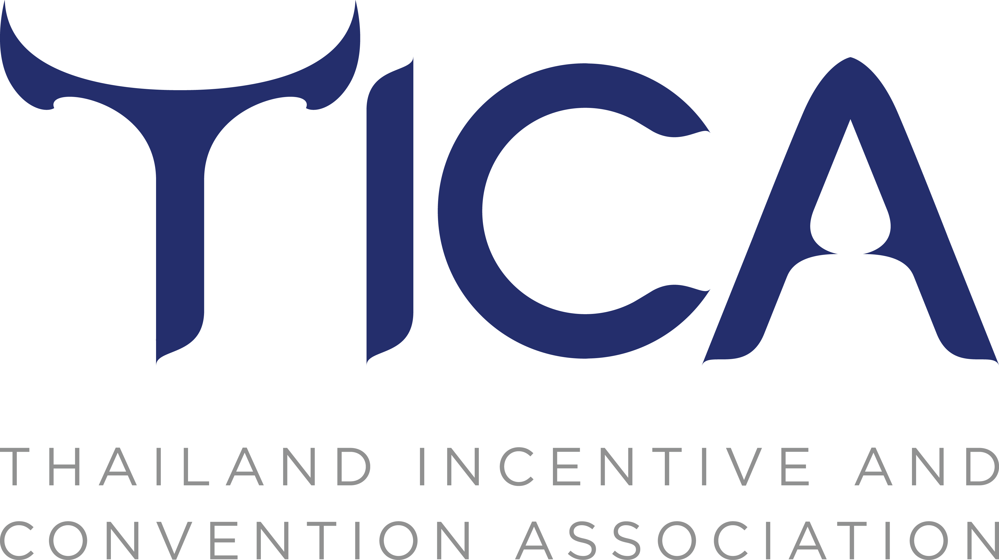 TICA
THAILAND INCENTIVE AND
CONVENTION ASSOCIATION